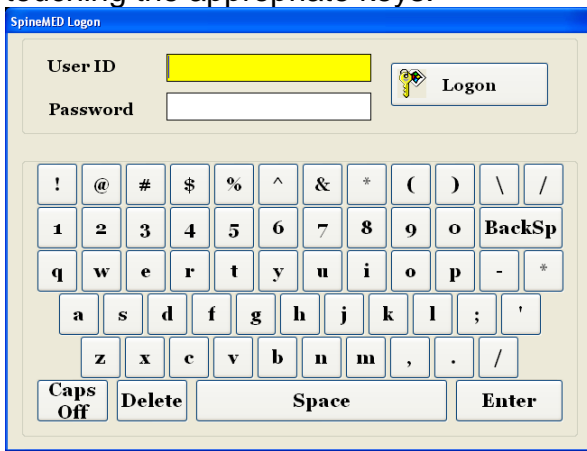 touching the appropriate keys.
SpineMED Logon
User ID
Logon
Password
! @ # $ % ^ & * ( ) \ /
1 2 3 4 5 6 7 8 9 0 BackSp
q w e r t y u i o p - *
a s d f g h j k l ; '
z x c v b n m , . /
Caps Off Delete Space Enter